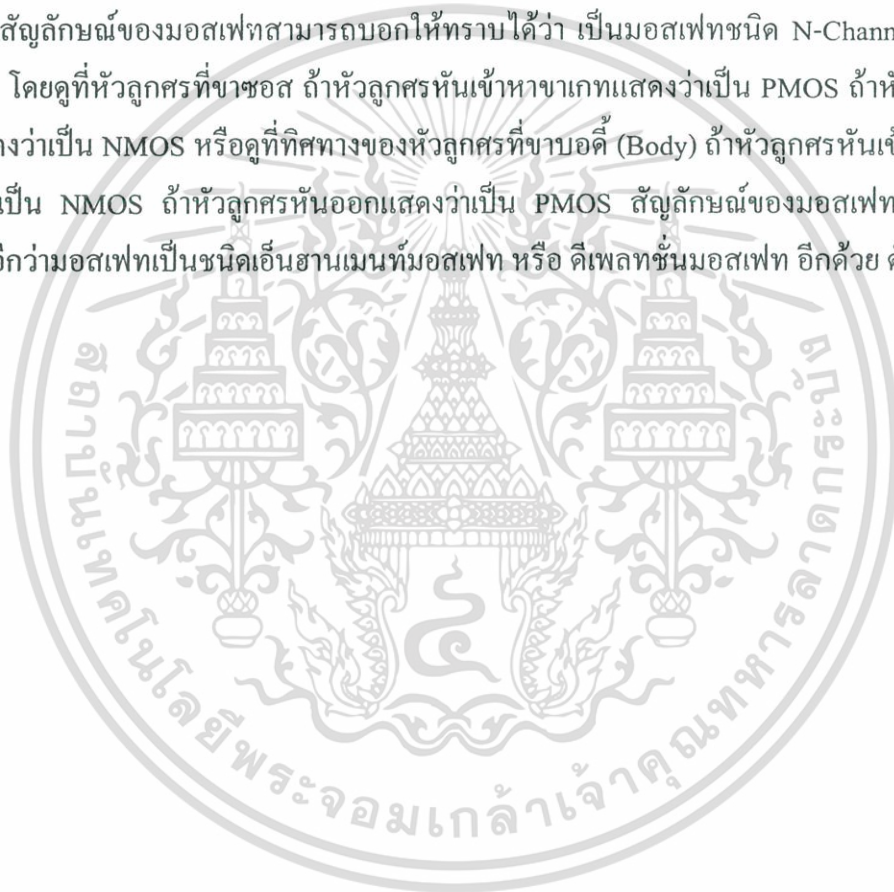 สัญลักษณ์ของมอสเฟทสามารถบอกให้ทราบได้ว่า เป็นมอสเฟทชนิด N-Chann
โดยดูที่หัวลูกศรที่ขาซอส ถ้าหัวลูกศรหันเข้าหาขาเกทแสดงว่าเป็น PMOS ถ้าหั
งว่าเป็น NMOS หรือดูที่ทิศทางของหัวลูกศรที่ขาบอดี้ (Body) ถ้าหัวลูกศรหันเข้
เป็น NMOS ถ้าหัวลูกศรหันออกแสดงว่าเป็น PMOS สัญลักษณ์ของมอสเฟท
อีกว่ามอสเฟทเป็นชนิดเอ็นฮานเมนท์มอสเฟท หรือ ดีเพลทชั่นมอสเฟท อีกด้วย
สถาบันเทคโนโลยีพระจอมเกล้าเจ้าคุณทหารลาดกระบัง